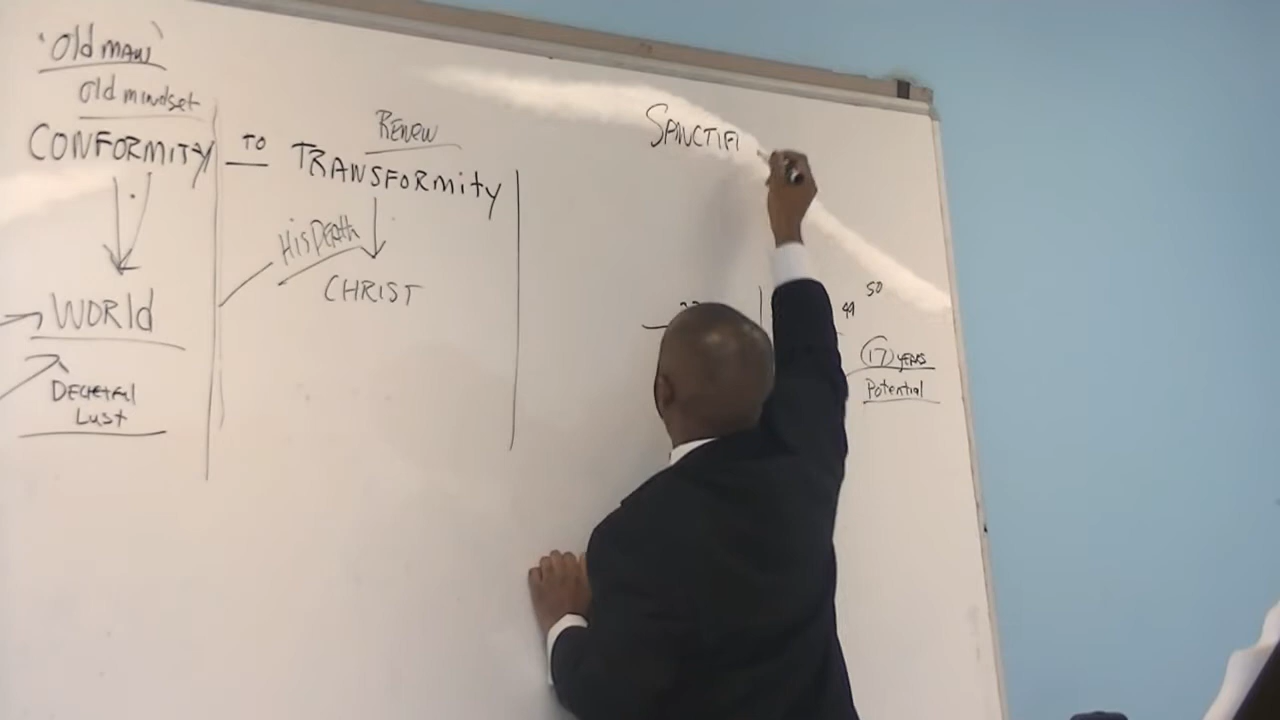 'Old man'
Old mindset
CONFORMITY TO TRANSFORMITY
RENEW
HIS DEATH
CHRIST
WORLD
DECEITFUL
LUST
SANCTIFI
49 50
(17) YEARS
Potential